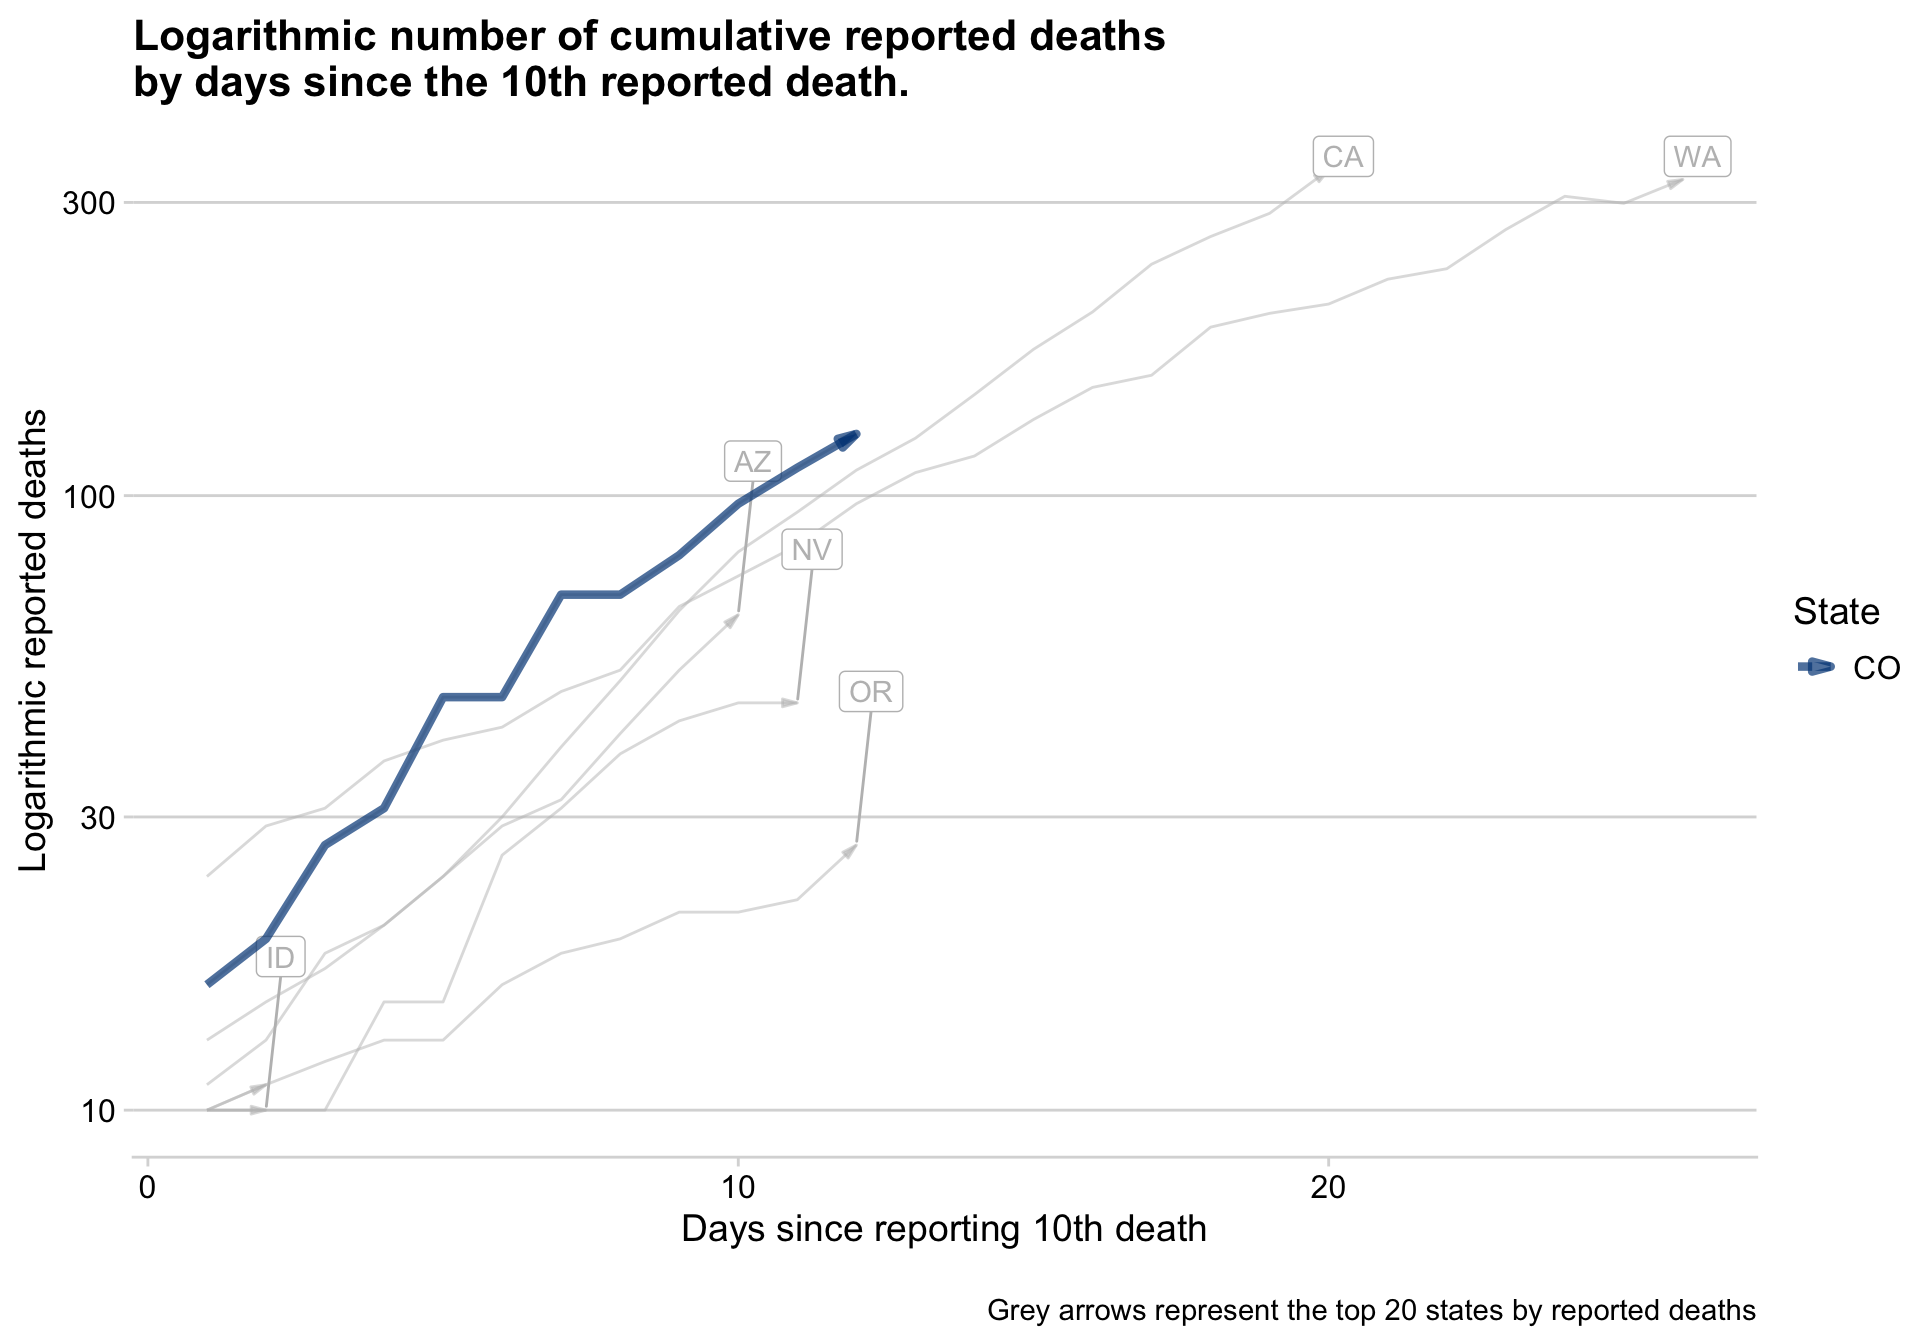 Logarithmic number of cumulative reported deaths
by days since the 10th reported death.
CA
WA
300
AZ
100
NV
OR
30
ID
10
Logarithmic reported deaths
State
CO
0
10
20
Days since reporting 10th death
Grey arrows represent the top 20 states by reported deaths